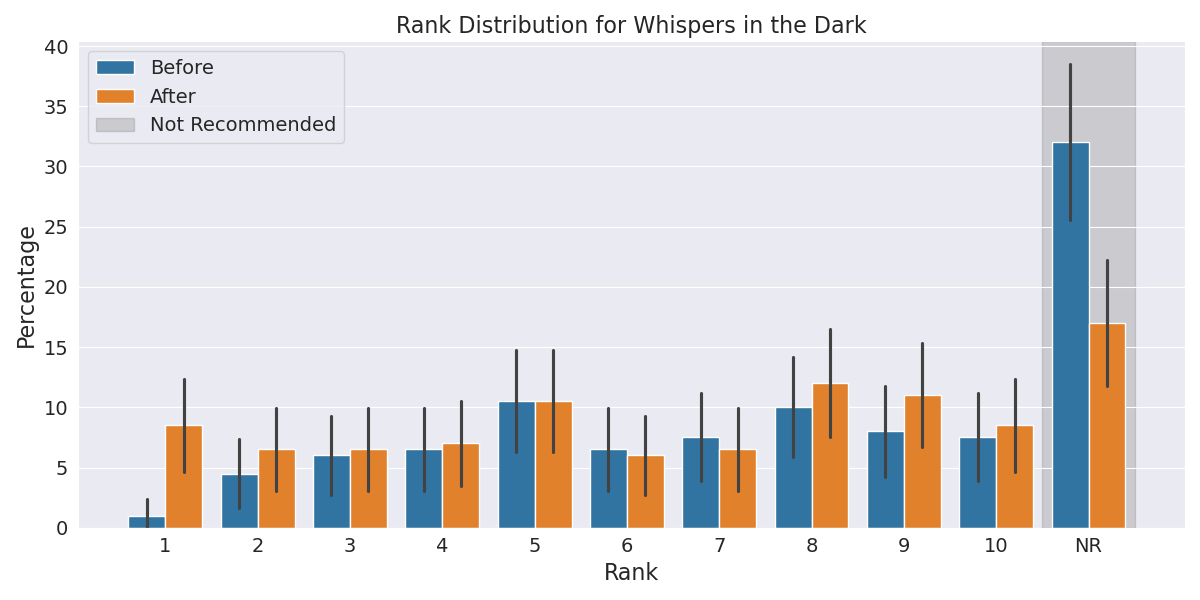 Rank Distribution for Whispers in the Dark
Before
After
Not Recommended
Percentage
40
35
30
25
20
15
10
5
0
1 2 3 4 5 6 7 8 9 10 NR
Rank